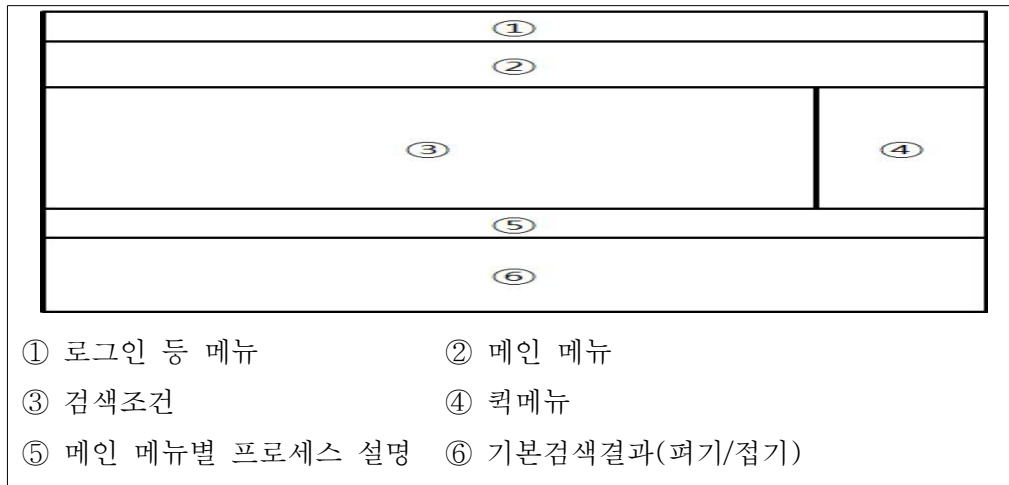 ①
②
③ ④
⑤
⑥
① 로그인 등 메뉴 ② 메인 메뉴
③ 검색조건 ④ 퀵메뉴
⑤ 메인 메뉴별 프로세스 설명 ⑥ 기본검색결과(펴기/접기)